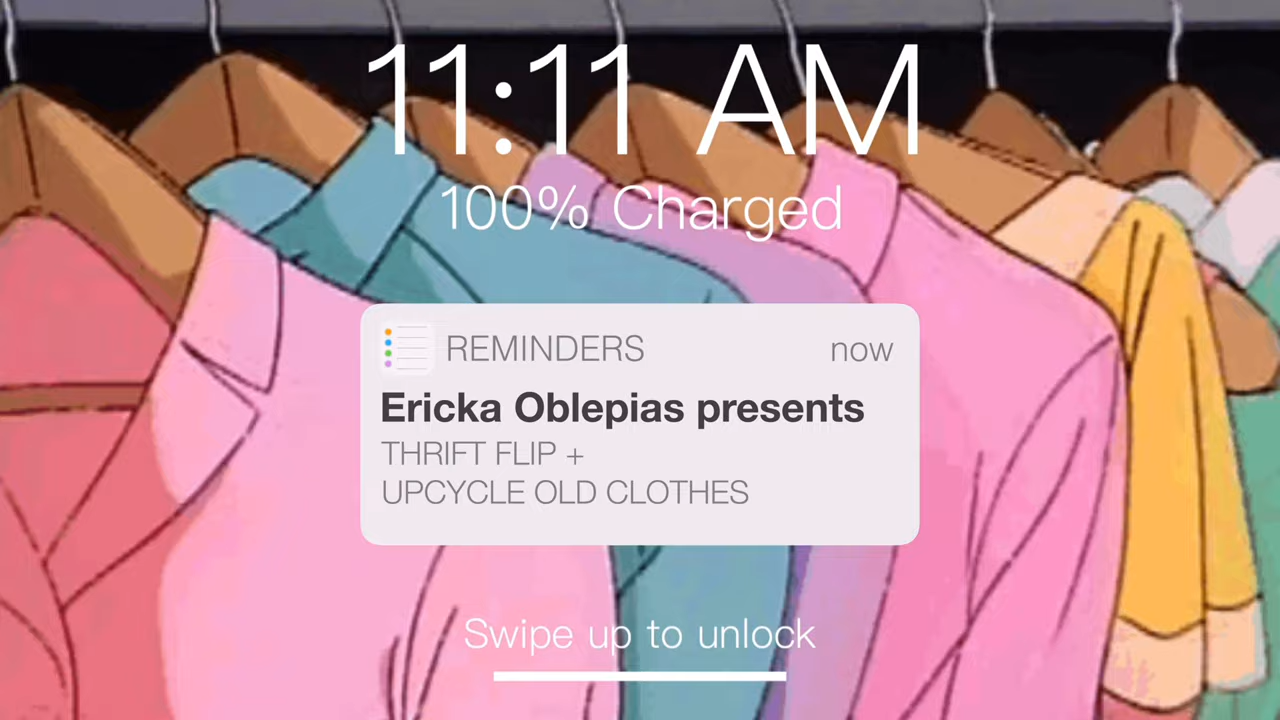 11:11 AM
100% Charged
REMINDERS now
Ericka Oblepias presents
THRIFT FLIP +
UPCYCLE OLD CLOTHES
Swipe up to unlock